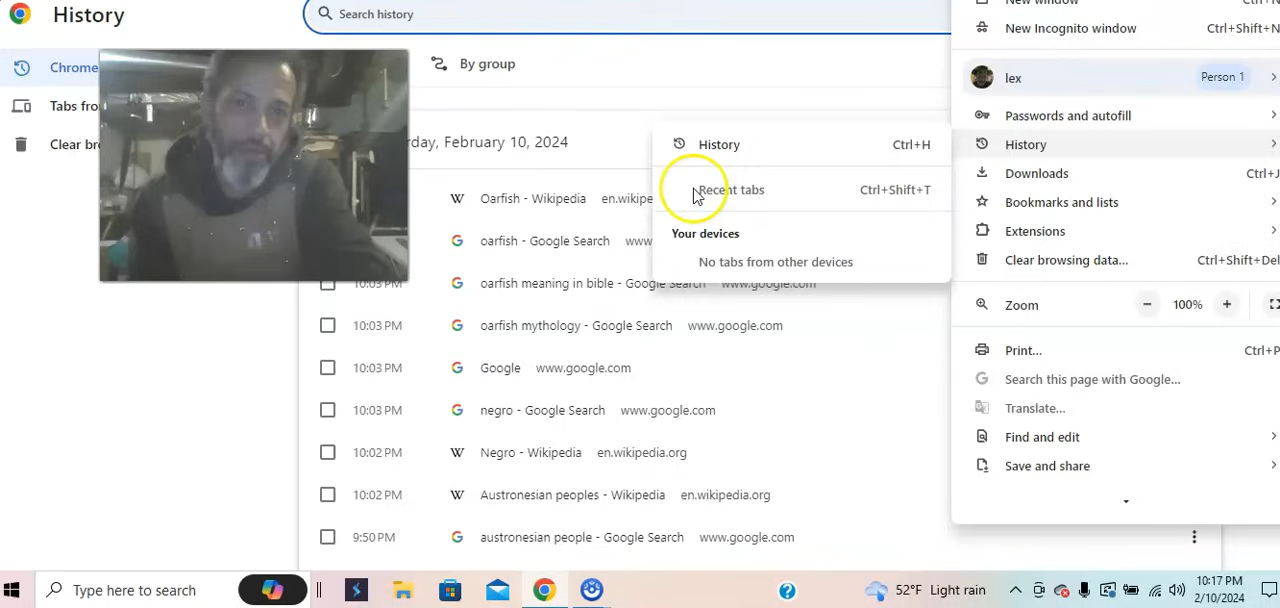 History
Search history
New window
New Incognito window Ctrl+Shift+N
Chrome
By group
lex Person 1
Tabs
Passwords and autofill
Clear
day, February 10, 2024
History Ctrl+H
History
Downloads Ctrl+J
Recent tabs Ctrl+Shift+T
Oarfish - Wikipedia
Bookmarks and lists
Your devices
Extensions
oarfish - Google Search
No tabs from other devices
Clear browsing data... Ctrl+Shift+Del
10:03 PM oarfish meaning in bible - Google Search www.google.com
Zoom − 100% +
10:03 PM oarfish mythology - Google Search www.google.com
Print... Ctrl+P
10:03 PM Google www.google.com
Search this page with Google...
10:03 PM negro - Google Search www.google.com
Translate...
Find and edit
10:02 PM Negro - Wikipedia en.wikipedia.org
Save and share
10:02 PM Austronesian peoples - Wikipedia en.wikipedia.org
9:50 PM austronesian people - Google Search www.google.com
Type here to search
52°F Light rain
10:17 PM
2/10/2024